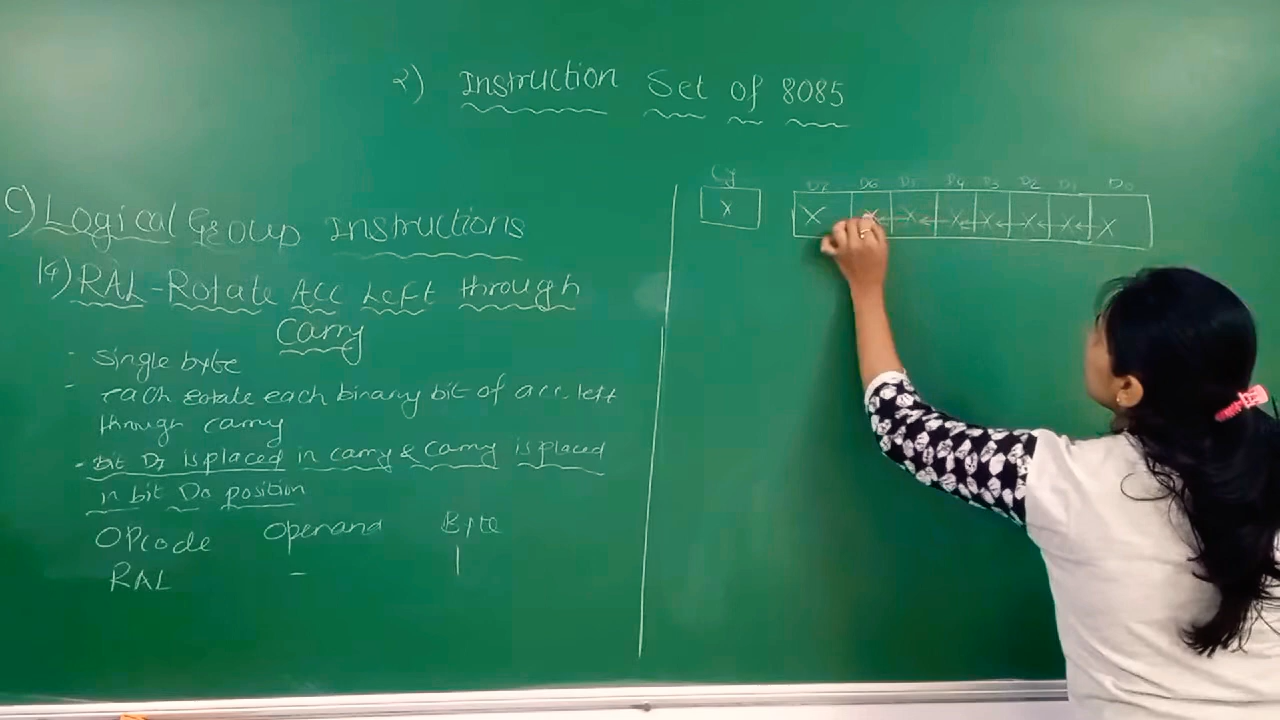 2) Instruction Set of 8085
C) Logical Group Instructions
14) RAL - Rotate Acc Left through
Carry
- single byte
- each rotate each binary bit of acc left
through carry
- Bit D7 is placed in carry & Carry is placed
in bit D0 position
Opcode Operand Byte
RAL - 1
Cy D7 D6 D5 D4 D3 D2 D1 D0
X X X X X X X X X